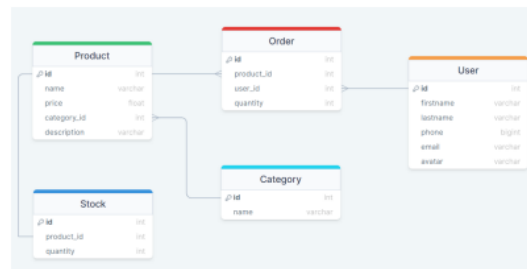 Product
id int
name varchar
price float
category_id int
description varchar
Order
id int
product_id int
user_id int
quantity int
User
id int
firstname varchar
lastname varchar
phone bigint
email varchar
avatar varchar
Stock
id int
product_id int
quantity int
Category
id int
name varchar